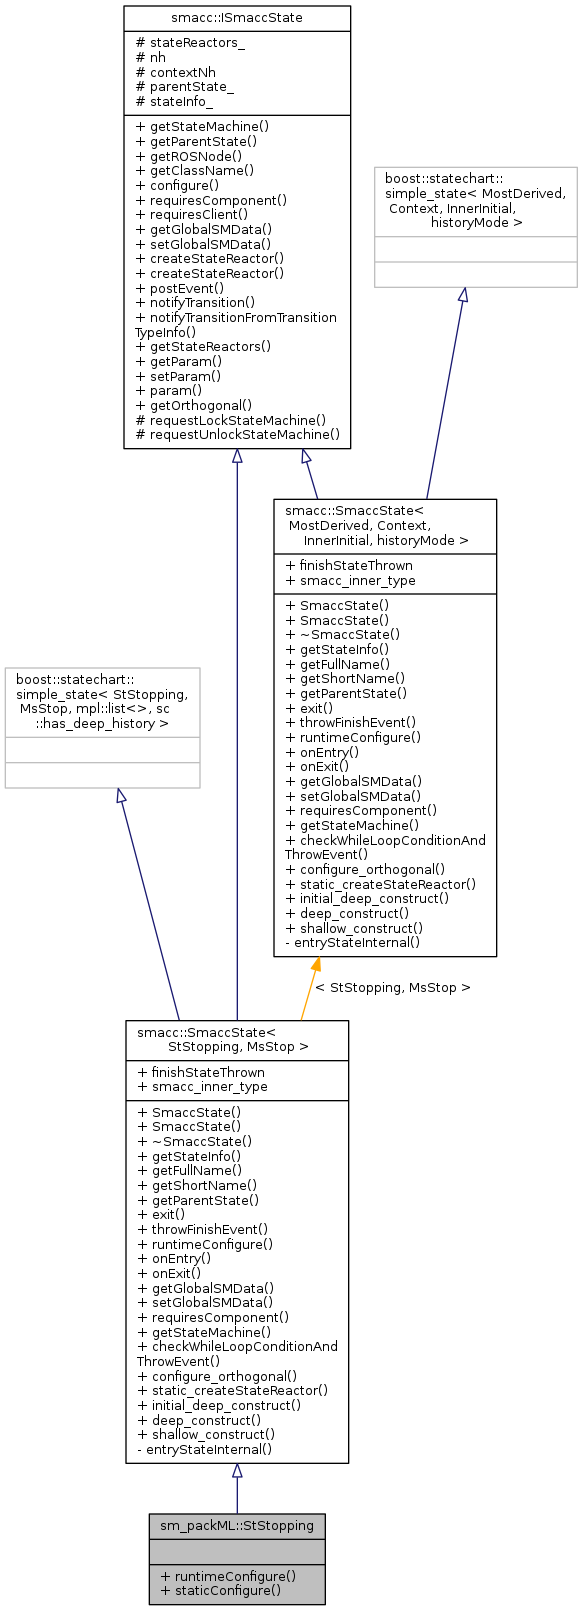 smacc::ISmaccState
# stateReactors_
# nh
# contextNh
# parentState_
# stateInfo_
+ getStateMachine()
+ getParentState()
+ getROSNode()
+ getClassName()
+ configure()
+ requiresComponent()
+ requiresClient()
+ getGlobalSMData()
+ setGlobalSMData()
+ createStateReactor()
+ createStateReactor()
+ postEvent()
+ notifyTransition()
+ notifyTransitionFromTransition
TypeInfo()
+ getStateReactors()
+ getParam()
+ setParam()
+ param()
+ getOrthogonal()
# requestLockStateMachine()
# requestUnlockStateMachine()
boost::statechart::
simple_state< MostDerived,
Context, InnerInitial,
historyMode >
smacc::SmaccState<
MostDerived, Context,
InnerInitial, historyMode >
+ finishStateThrown
+ smacc_inner_type
+ SmaccState()
+ SmaccState()
+ ~SmaccState()
+ getStateInfo()
+ getFullName()
+ getShortName()
+ getParentState()
+ exit()
+ throwFinishEvent()
+ runtimeConfigure()
+ onEntry()
+ onExit()
+ getGlobalSMData()
+ setGlobalSMData()
+ requiresComponent()
+ getStateMachine()
+ checkWhileLoopConditionAnd
ThrowEvent()
+ configure_orthogonal()
+ static_createStateReactor()
+ initial_deep_construct()
+ deep_construct()
+ shallow_construct()
- entryStateInternal()
boost::statechart::
simple_state< StStopping,
MsStop, mpl::list<>, sc
::has_deep_history >
< StStopping, MsStop >
smacc::SmaccState<
StStopping, MsStop >
+ finishStateThrown
+ smacc_inner_type
+ SmaccState()
+ SmaccState()
+ ~SmaccState()
+ getStateInfo()
+ getFullName()
+ getShortName()
+ getParentState()
+ exit()
+ throwFinishEvent()
+ runtimeConfigure()
+ onEntry()
+ onExit()
+ getGlobalSMData()
+ setGlobalSMData()
+ requiresComponent()
+ getStateMachine()
+ checkWhileLoopConditionAnd
ThrowEvent()
+ configure_orthogonal()
+ static_createStateReactor()
+ initial_deep_construct()
+ deep_construct()
+ shallow_construct()
- entryStateInternal()
sm_packML::StStopping
+ runtimeConfigure()
+ staticConfigure()